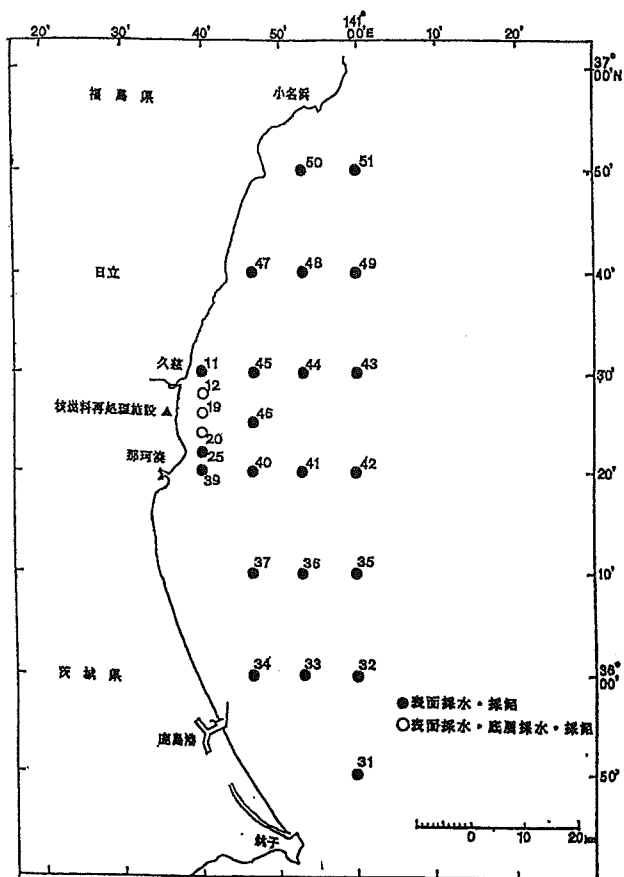 20' 30' 40' 50' 141° 00'E 10' 20'
37° 00'N
福島県
小名浜
50 51
50'
日立
47 48 49
40'
久慈
11 45 44 43
30'
12
核燃料再処理施設
19
46
20
那珂湊
25
40 41 42
20'
39
37 36 35
10'
茨城県
34 33 32
36° 00'
●表面採水・採泥
○表面採水・底層採水・採泥
鹿島港
31
50'
10 0 10 20 km
銚子